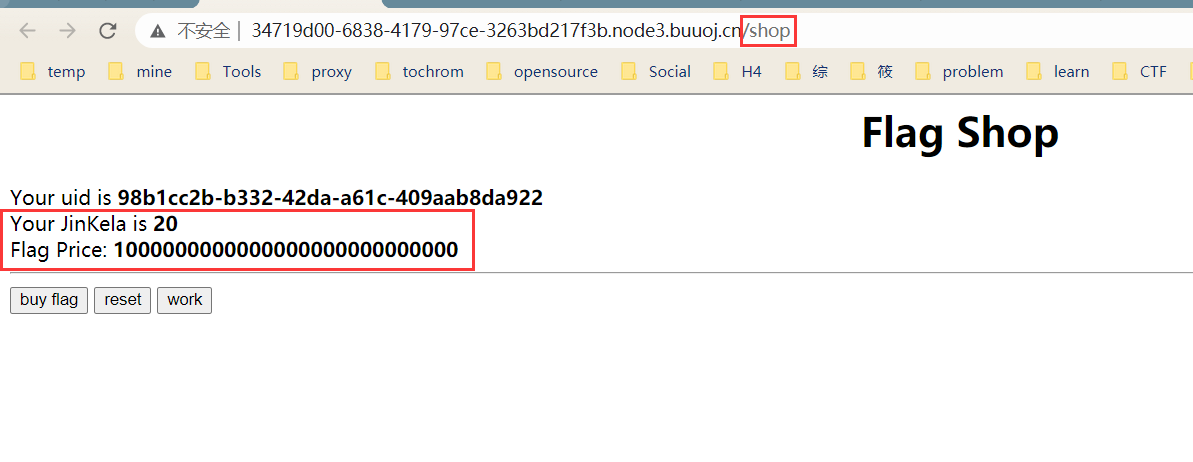 不安全 | 34719d00-6838-4179-97ce-3263bd217f3b.node3.buuoj.cn/shop
temp mine Tools proxy tochrom opensource Social H4 综 筱 problem learn CTF
Flag Shop
Your uid is 98b1cc2b-b332-42da-a61c-409aab8da922
Your JinKela is 20
Flag Price: 1000000000000000000000000000
buy flag reset work